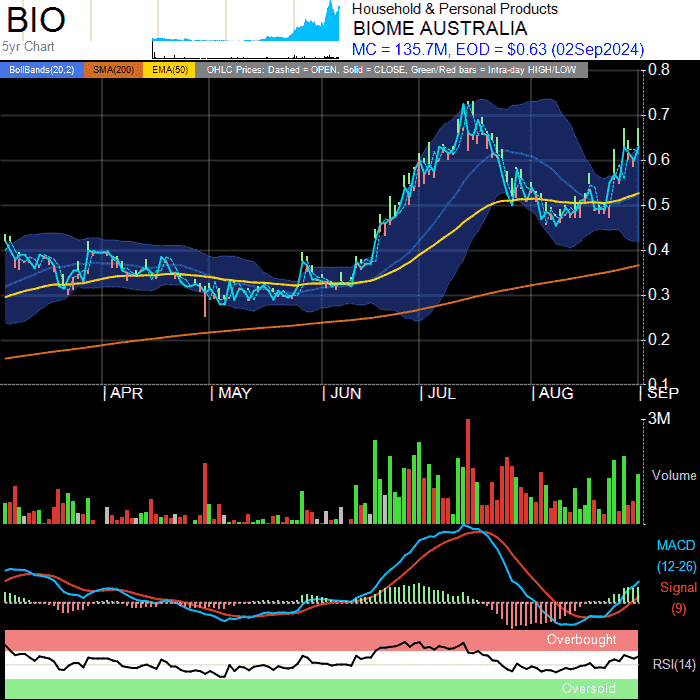 BIO
5yr Chart
Household & Personal Products
BIOME AUSTRALIA
MC = 135.7M, EOD = $0.63 (02Sep2024)
BollBands(20,2) SMA(200) EMA(50) OHLC Prices: Dashed = OPEN, Solid = CLOSE, Green/Red bars = Intra-day HIGH/LOW
0.8
0.7
0.6
0.5
0.4
0.3
0.2
0.1
APR MAY JUN JUL AUG SEP
3M
Volume
MACD
(12-26)
Signal
(9)
Overbought
RSI(14)
Oversold